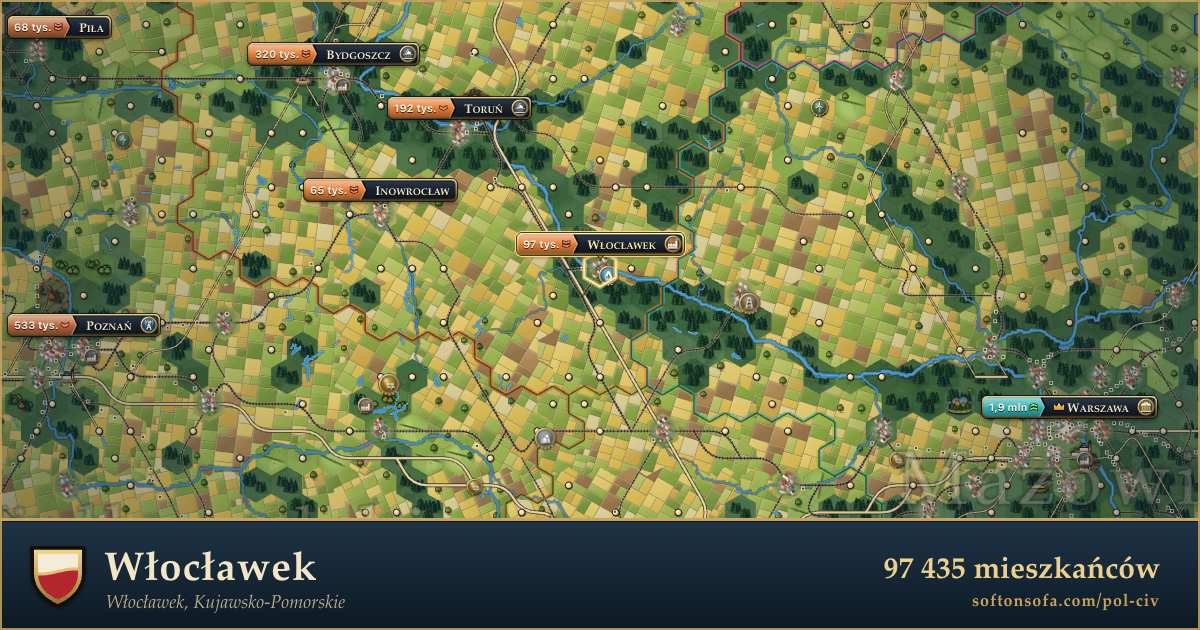 68 tys. Piła
320 tys. Bydgoszcz
192 tys. Toruń
65 tys. Inowrocław
97 tys. Włocławek
533 tys. Poznań
1,9 mln Warszawa
Włocławek
Włocławek, Kujawsko-Pomorskie
97 435 mieszkańców
softonsofa.com/pol-civ